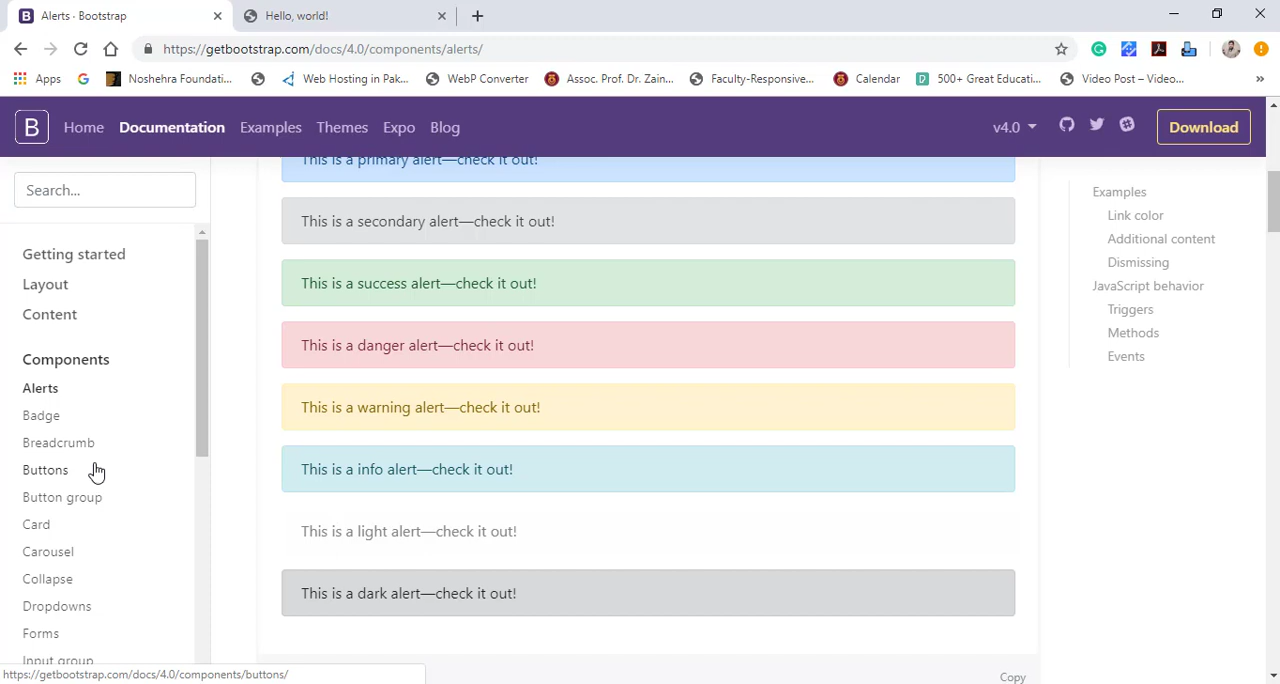 Alerts · Bootstrap
Hello, world!
https://getbootstrap.com/docs/4.0/components/alerts/
Apps
Noshehra Foundati...
Web Hosting in Pak...
WebP Converter
Assoc. Prof. Dr. Zain...
Faculty-Responsive...
Calendar
500+ Great Educati...
Video Post – Video...
»
B
Home
Documentation
Examples
Themes
Expo
Blog
v4.0
Download
Search...
Getting started
Layout
Content
Components
Alerts
Badge
Breadcrumb
Buttons
Button group
Card
Carousel
Collapse
Dropdowns
Forms
Input group
This is a primary alert—check it out!
This is a secondary alert—check it out!
This is a success alert—check it out!
This is a danger alert—check it out!
This is a warning alert—check it out!
This is a info alert—check it out!
This is a light alert—check it out!
This is a dark alert—check it out!
Copy
Examples
Link color
Additional content
Dismissing
JavaScript behavior
Triggers
Methods
Events
https://getbootstrap.com/docs/4.0/components/buttons/